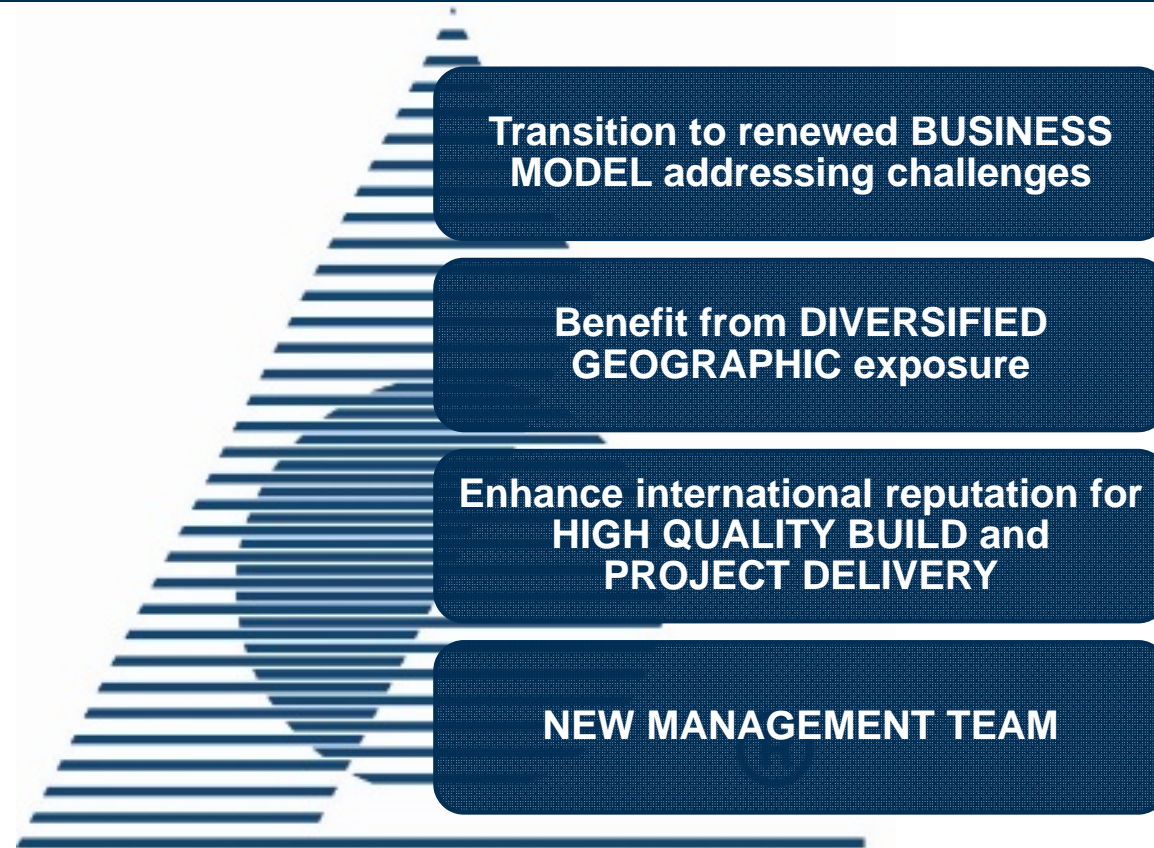 Transition to renewed BUSINESS
MODEL addressing challenges
Benefit from DIVERSIFIED
GEOGRAPHIC exposure
Enhance international reputation for
HIGH QUALITY BUILD and
PROJECT DELIVERY
NEW MANAGEMENT TEAM
®